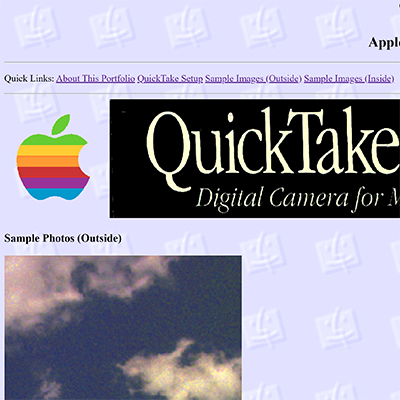 Apple
Quick Links: About This Portfolio QuickTake Setup Sample Images (Outside) Sample Images (Inside)
QuickTake
Digital Camera for M
Sample Photos (Outside)